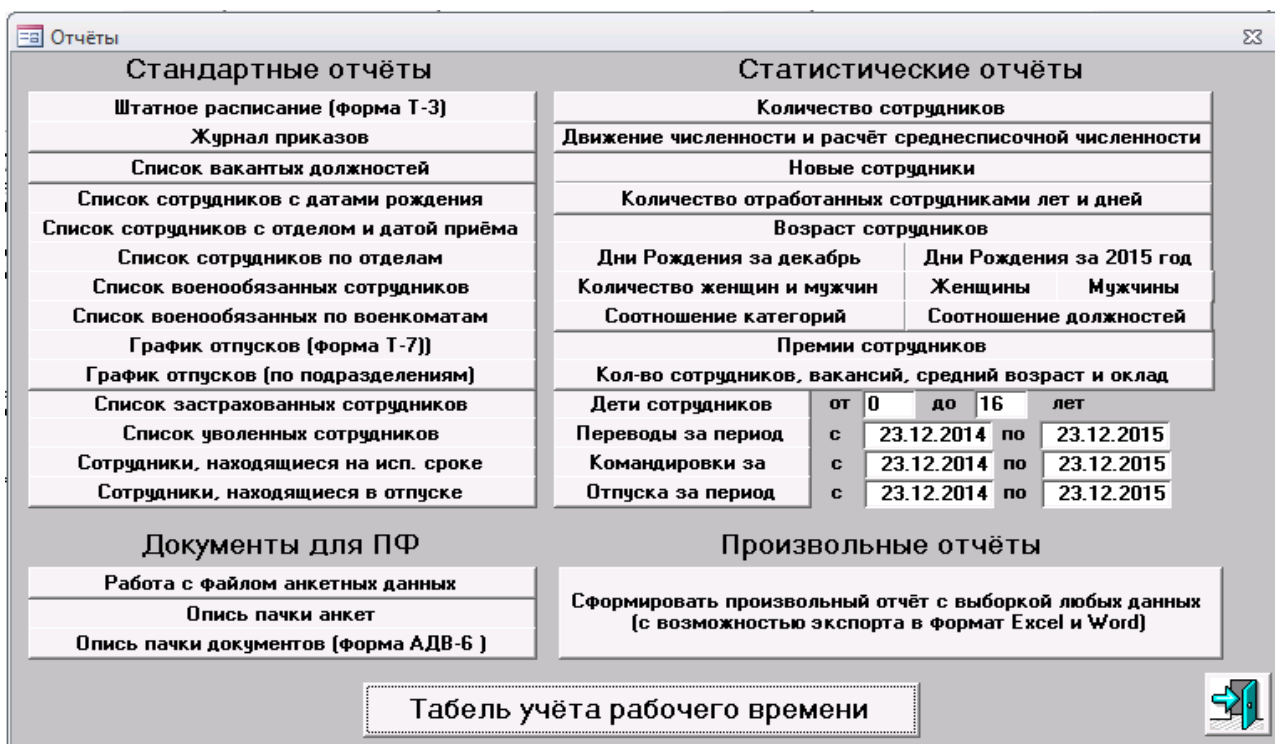 Отчёты
Стандартные отчёты
Штатное расписание (форма Т-3)
Журнал приказов
Список вакантых должностей
Список сотрудников с датами рождения
Список сотрудников с отделом и датой приёма
Список сотрудников по отделам
Список военообязанных сотрудников
Список военообязанных по военкоматам
График отпусков (форма Т-7))
График отпусков (по подразделениям)
Список застрахованных сотрудников
Список уволенных сотрудников
Сотрудники, находящиеся на исп. сроке
Сотрудники, находящиеся в отпуске
Статистические отчёты
Количество сотрудников
Движение численности и расчёт среднесписочной численности
Новые сотрудники
Количество отработанных сотрудниками лет и дней
Возраст сотрудников
Дни Рождения за декабрь Дни Рождения за 2015 год
Количество женщин и мужчин Женщины Мужчины
Соотношение категорий Соотношение должностей
Премии сотрудников
Кол-во сотрудников, вакансий, средний возраст и оклад
Дети сотрудников от 0 до 16 лет
Переводы за период с 23.12.2014 по 23.12.2015
Командировки за с 23.12.2014 по 23.12.2015
Отпуска за период с 23.12.2014 по 23.12.2015
Документы для ПФ
Работа с файлом анкетных данных
Опись пачки анкет
Опись пачки документов (форма АДВ-6 )
Произвольные отчёты
Сформировать произвольный отчёт с выборкой любых данных
(с возможностью экспорта в формат Excel и Word)
Табель учёта рабочего времени